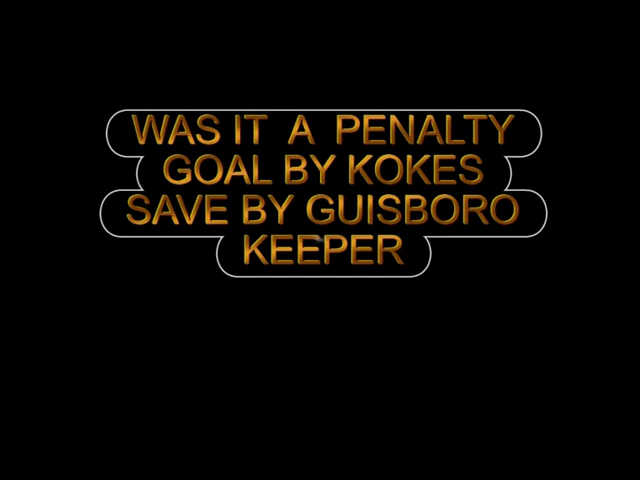 WAS IT A PENALTY
GOAL BY KOKES
SAVE BY GUISBORO
KEEPER